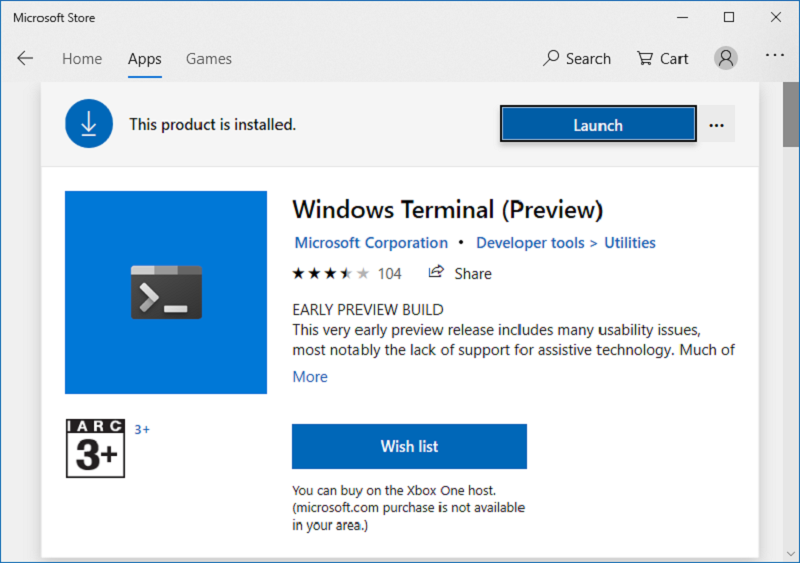 Microsoft Store
Home Apps Games Search Cart
This product is installed. Launch
Windows Terminal (Preview)
Microsoft Corporation • Developer tools > Utilities
104 Share
EARLY PREVIEW BUILD
This very early preview release includes many usability issues,
most notably the lack of support for assistive technology. Much of
More
IARC
3+
3+
Wish list
You can buy on the Xbox One host.
(microsoft.com purchase is not available
in your area.)